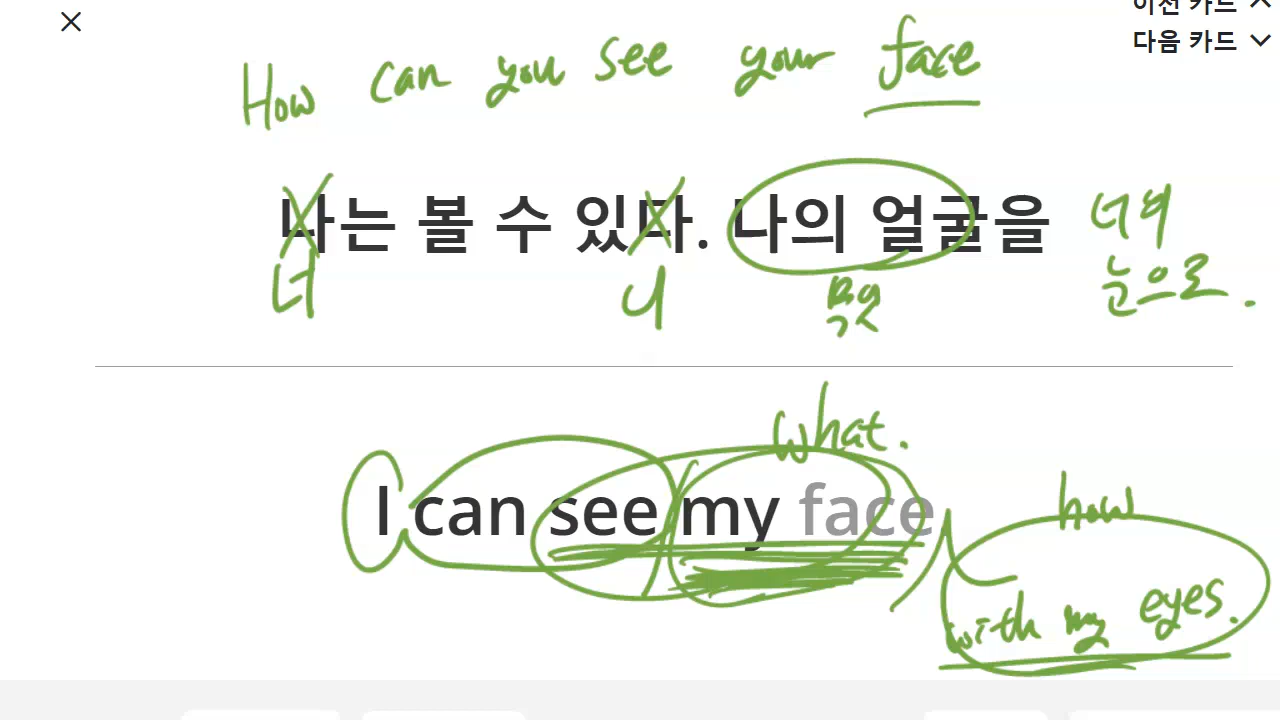 이전 카드
다음 카드
How can you see your face
나는 볼 수 있다. 나의 얼굴을
너의
눈으로.
너 니 무엇
what.
I can see my face
how
with my eyes.